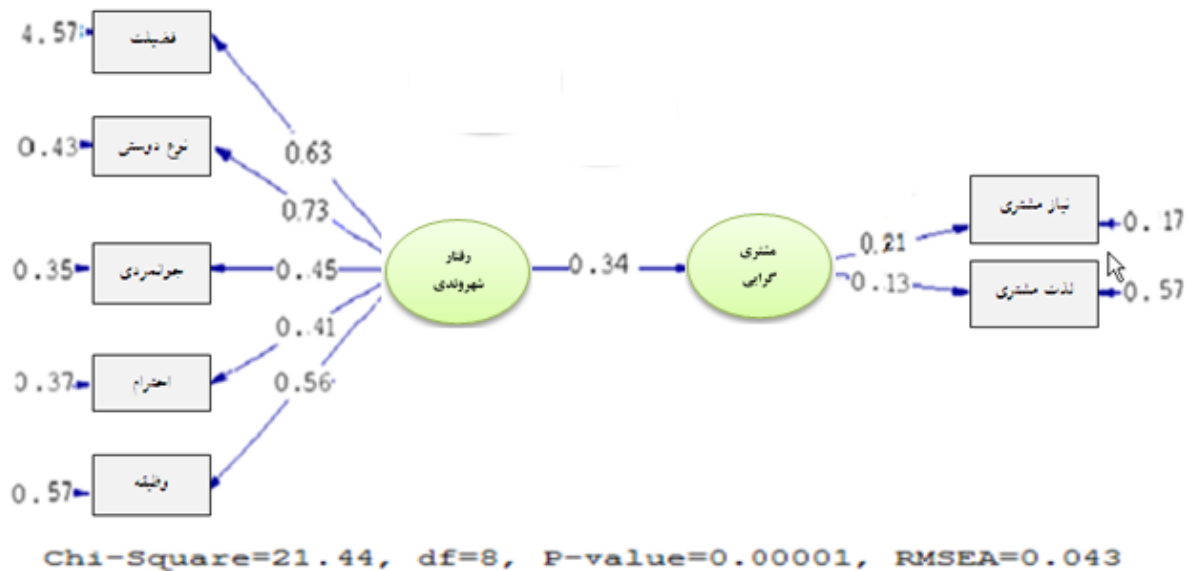 4.57
فضیلت
0.63
نوع دوستی
0.43
0.73
جوانمردی
0.35
0.45
احترام
0.37
0.41
وظیفه
0.57
0.56
رفتار
شهروندی
0.34
مشتری
گرایی
0.21
نیاز مشتری
0.17
0.13
لذت مشتری
0.57
Chi-Square=21.44, df=8, P-value=0.00001, RMSEA=0.043